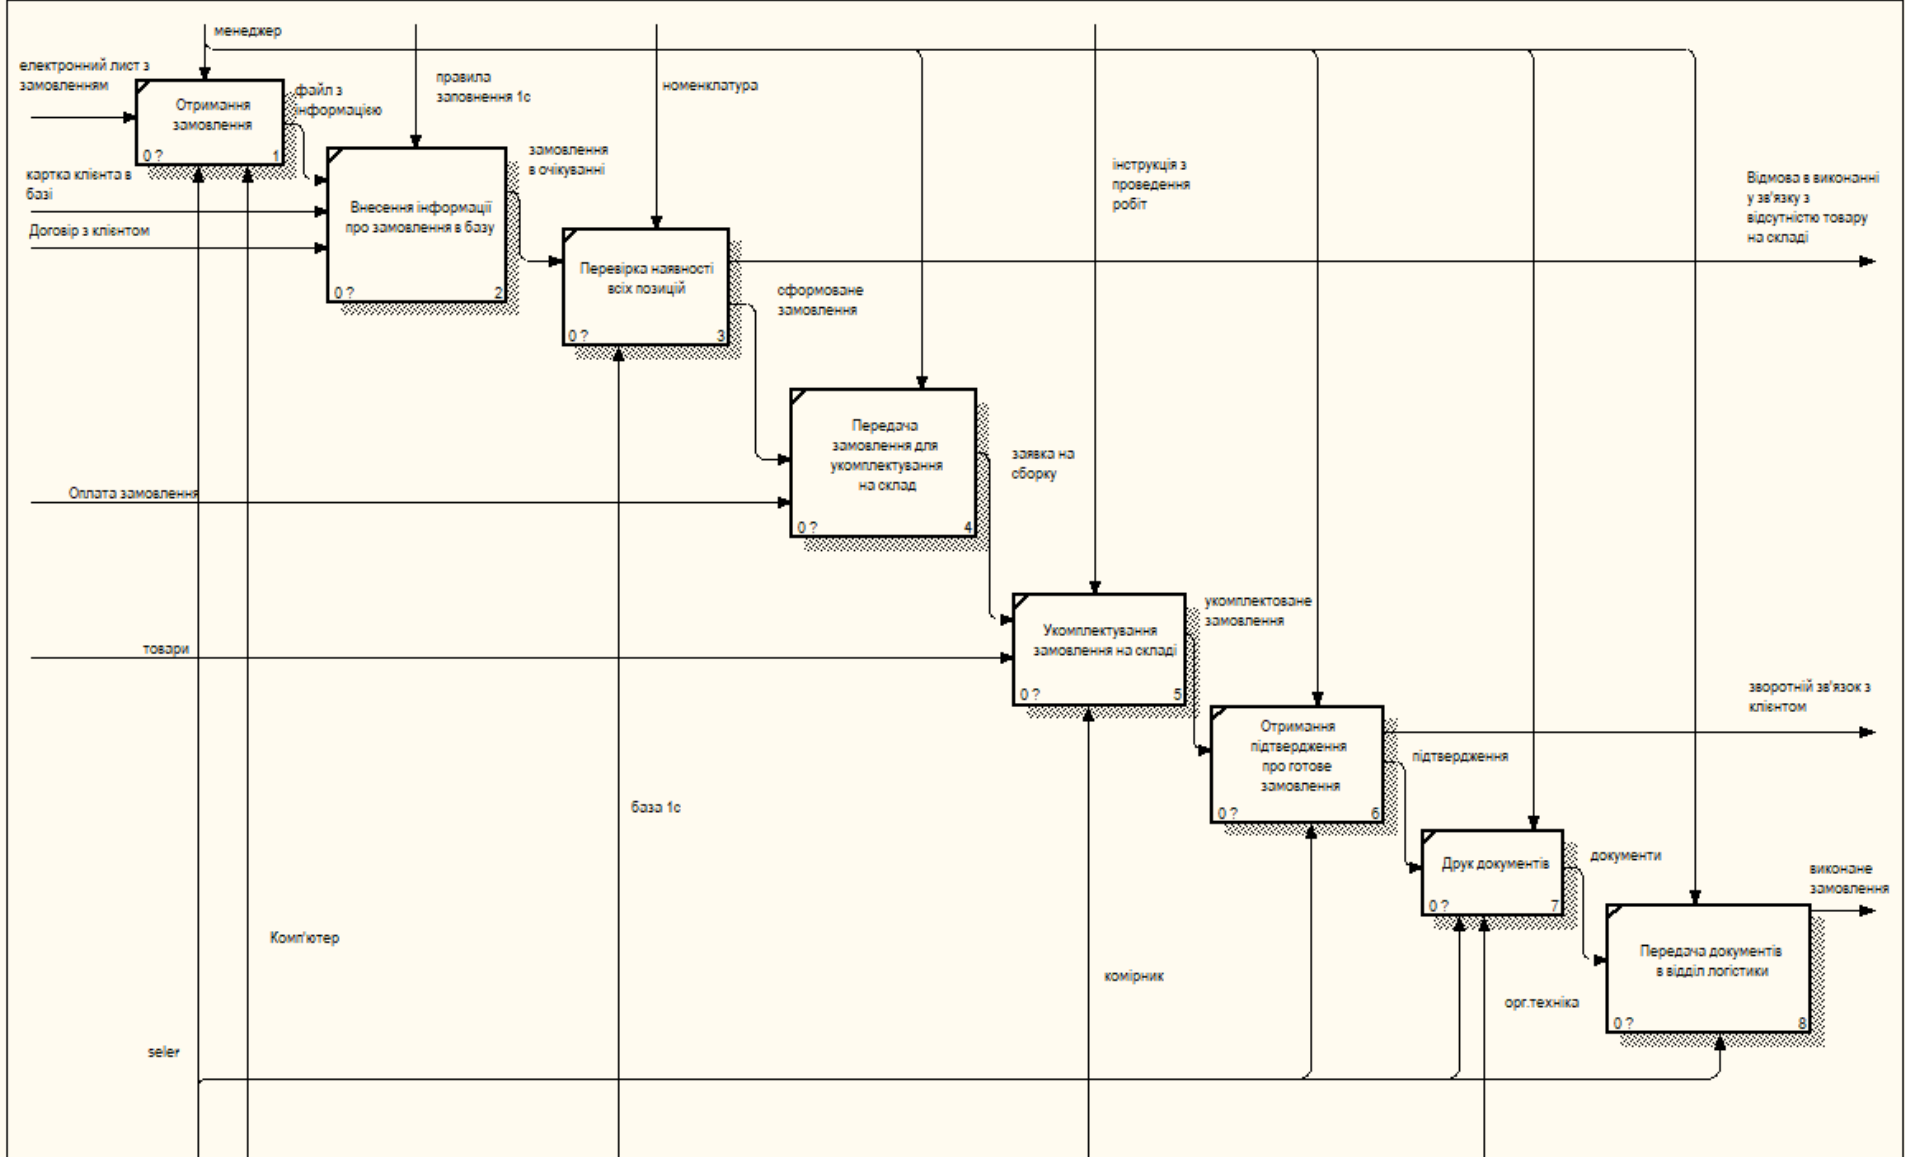 менеджер
електронний лист з
замовленням
Отримання
замовлення
0 ?
1
файл з
інформацією
правила
заповнення 1с
номенклатура
картка клієнта в
базі
Договір з клієнтом
Внесення інформації
про замовлення в базу
0 ?
2
замовлення
в очікуванні
інструкція з
проведення
робіт
Відмова в виконанні
у зв'язку з
відсутністю товару
на складі
Перевірка наявності
всіх позицій
0 ?
3
сформоване
замовлення
Передача
замовлення для
укомплектування
на склад
0 ?
4
заявка на
сборку
Оплата замовлення
товари
Укомплектування
замовлення на складі
0 ?
5
укомплектоване
замовлення
Отримання
підтвердження
про готове
замовлення
0 ?
6
зворотній зв'язок з
клієнтом
підтвердження
база 1с
Друк документів
0 ?
7
документи
виконане
замовлення
Передача документів
в відділ логістики
0 ?
8
Комп'ютер
комірник
орг.техніка
seler